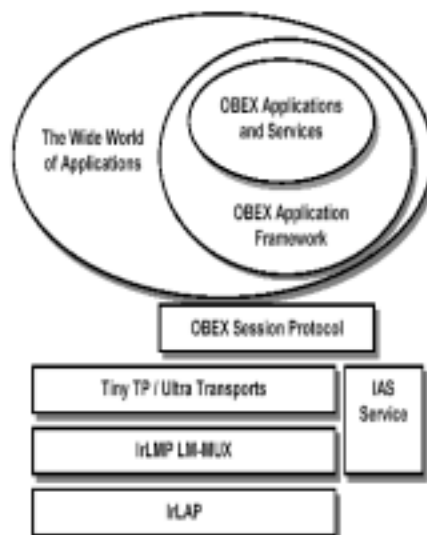 OBEX Applications
and Services
The Wide World
of Applications
OBEX Application
Framework
OBEX Session Protocol
Tiny TP / Ultra Transports
IAS
Service
IrLMP LM-MUX
IrLAP